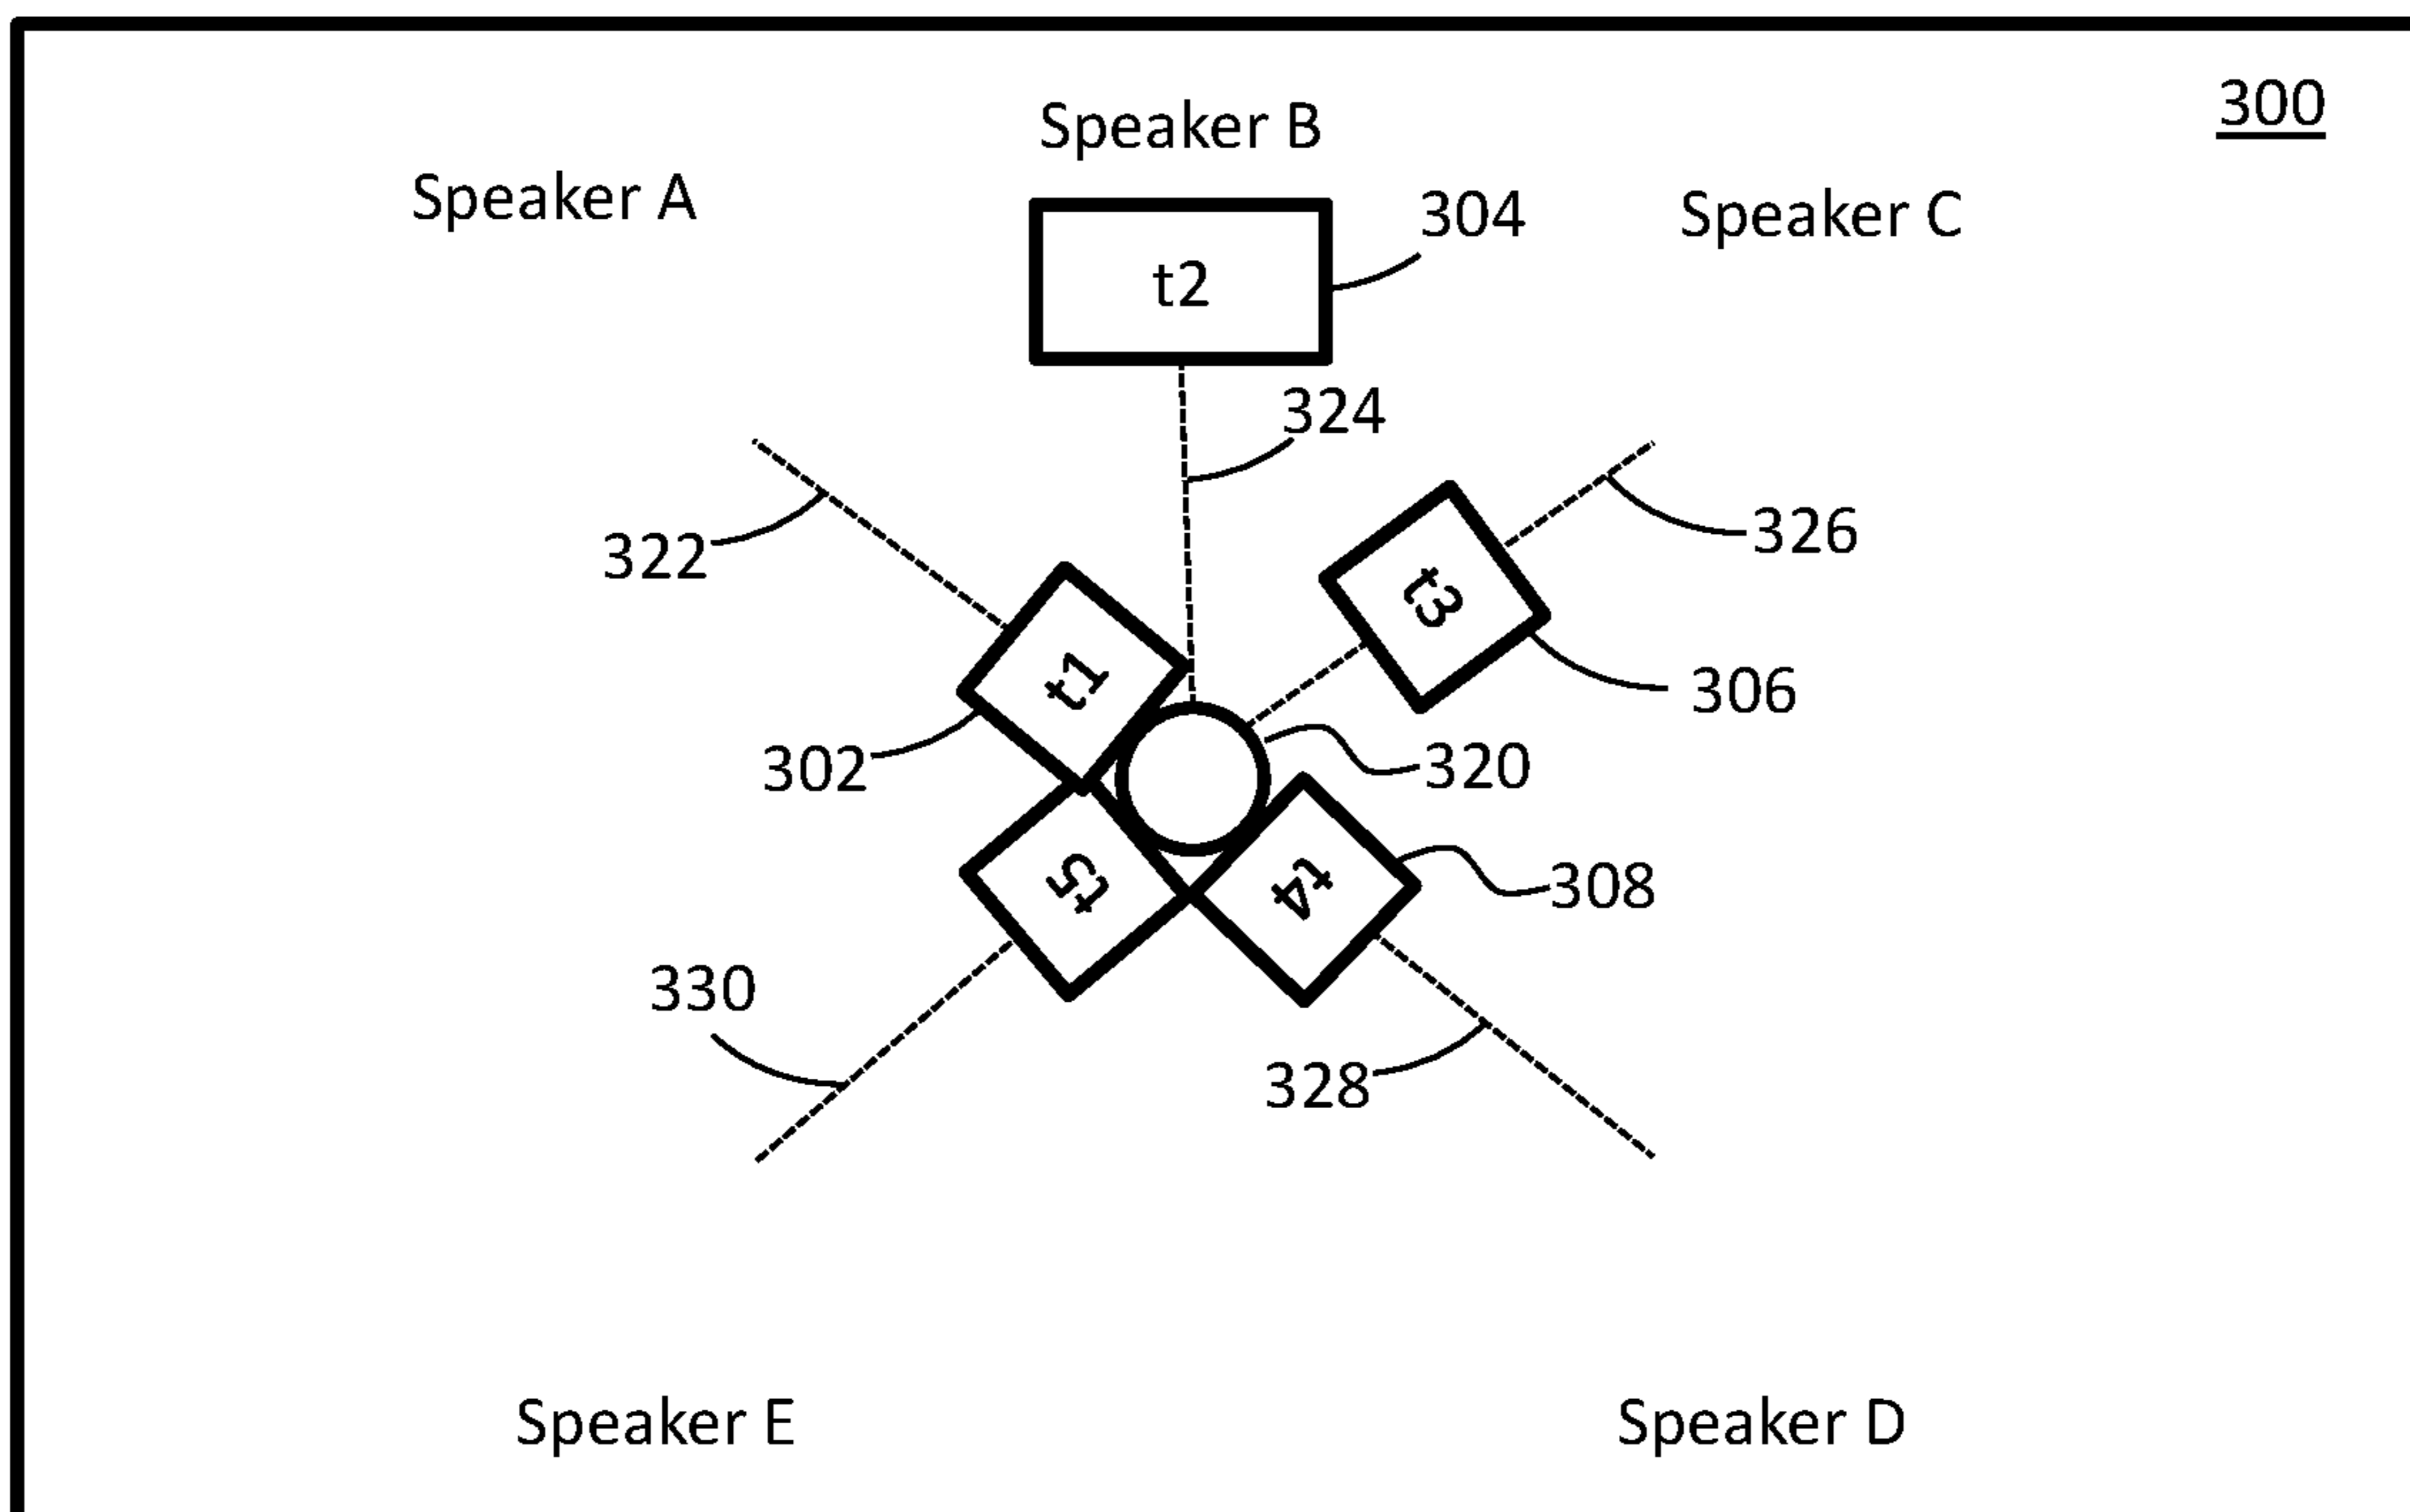 300
Speaker B
Speaker A
Speaker C
304
t2
324
322
326
t3
t1
306
302
320
t5
t4
308
330
328
Speaker E
Speaker D